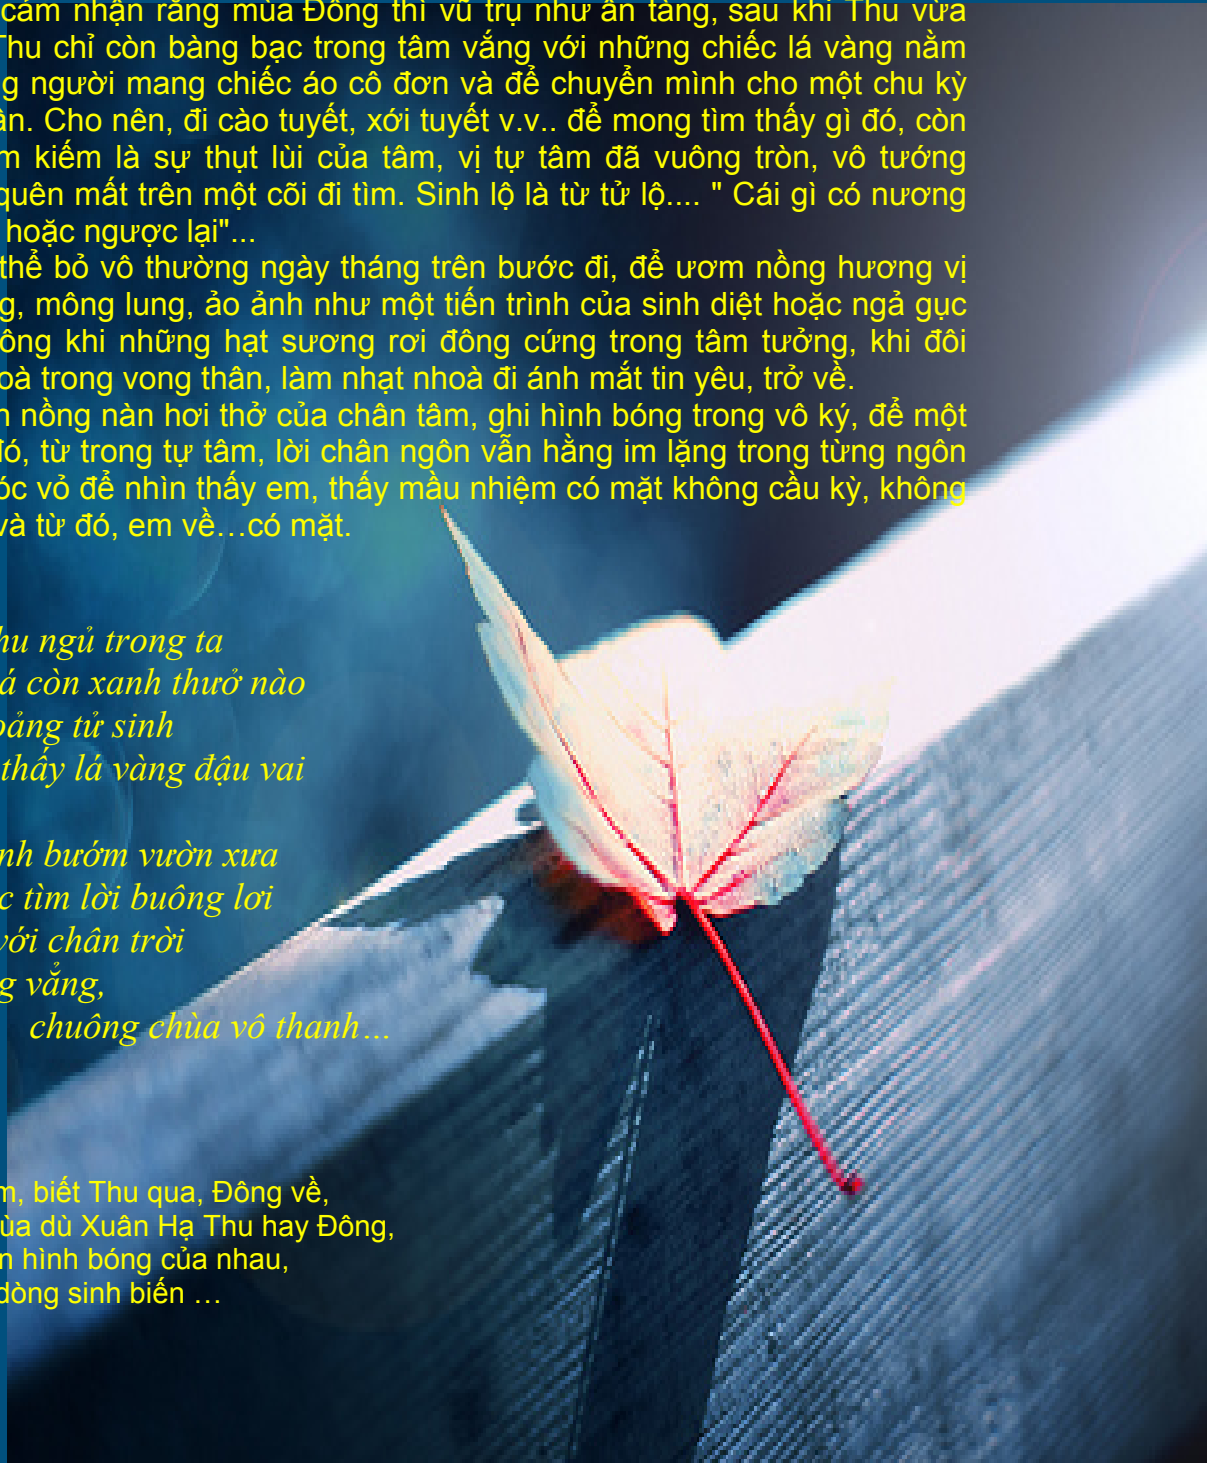 cảm nhận rằng mùa Đông thì vũ trụ như ẩn tàng, sau khi Thu vừa
Thu chỉ còn bàng bạc trong tâm vắng với những chiếc lá vàng nằm
người mang chiếc áo cô đơn và để chuyển mình cho một chu kỳ
Cho nên, đi cào tuyết, xới tuyết v.v.. để mong tìm thấy gì đó, còn
kiếm là sự thụt lùi của tâm, vị tự tâm đã vuông tròn, vô tướng
quên mất trên một cõi đi tìm. Sinh lộ là từ tử lộ.... " Cái gì có nương
hoặc ngược lại"...
thể bỏ vô thường ngày tháng trên bước đi, để ươm nồng hương vị
mông lung, ảo ảnh như một tiến trình của sinh diệt hoặc ngả gục
khi những hạt sương rơi đông cứng trong tâm tưởng, khi đôi
trong vong thân, làm nhạt nhoà đi ánh mắt tin yêu, trở về.
nồng nàn hơi thở của chân tâm, ghi hình bóng trong vô ký, để một
từ trong tự tâm, lời chân ngôn vẫn hằng im lặng trong từng ngôn
vỏ để nhìn thấy em, thấy mầu nhiệm có mặt không cầu kỳ, không
và từ đó, em về…có mặt.
ngủ trong ta
còn xanh thưở nào
tử sinh
thấy lá vàng đậu vai
bướm vườn xưa
tìm lời buông lơi
với chân trời
vẳng,
chuông chùa vô thanh…
biết Thu qua, Đông về,
dù Xuân Hạ Thu hay Đông,
hình bóng của nhau,
dòng sinh biến …